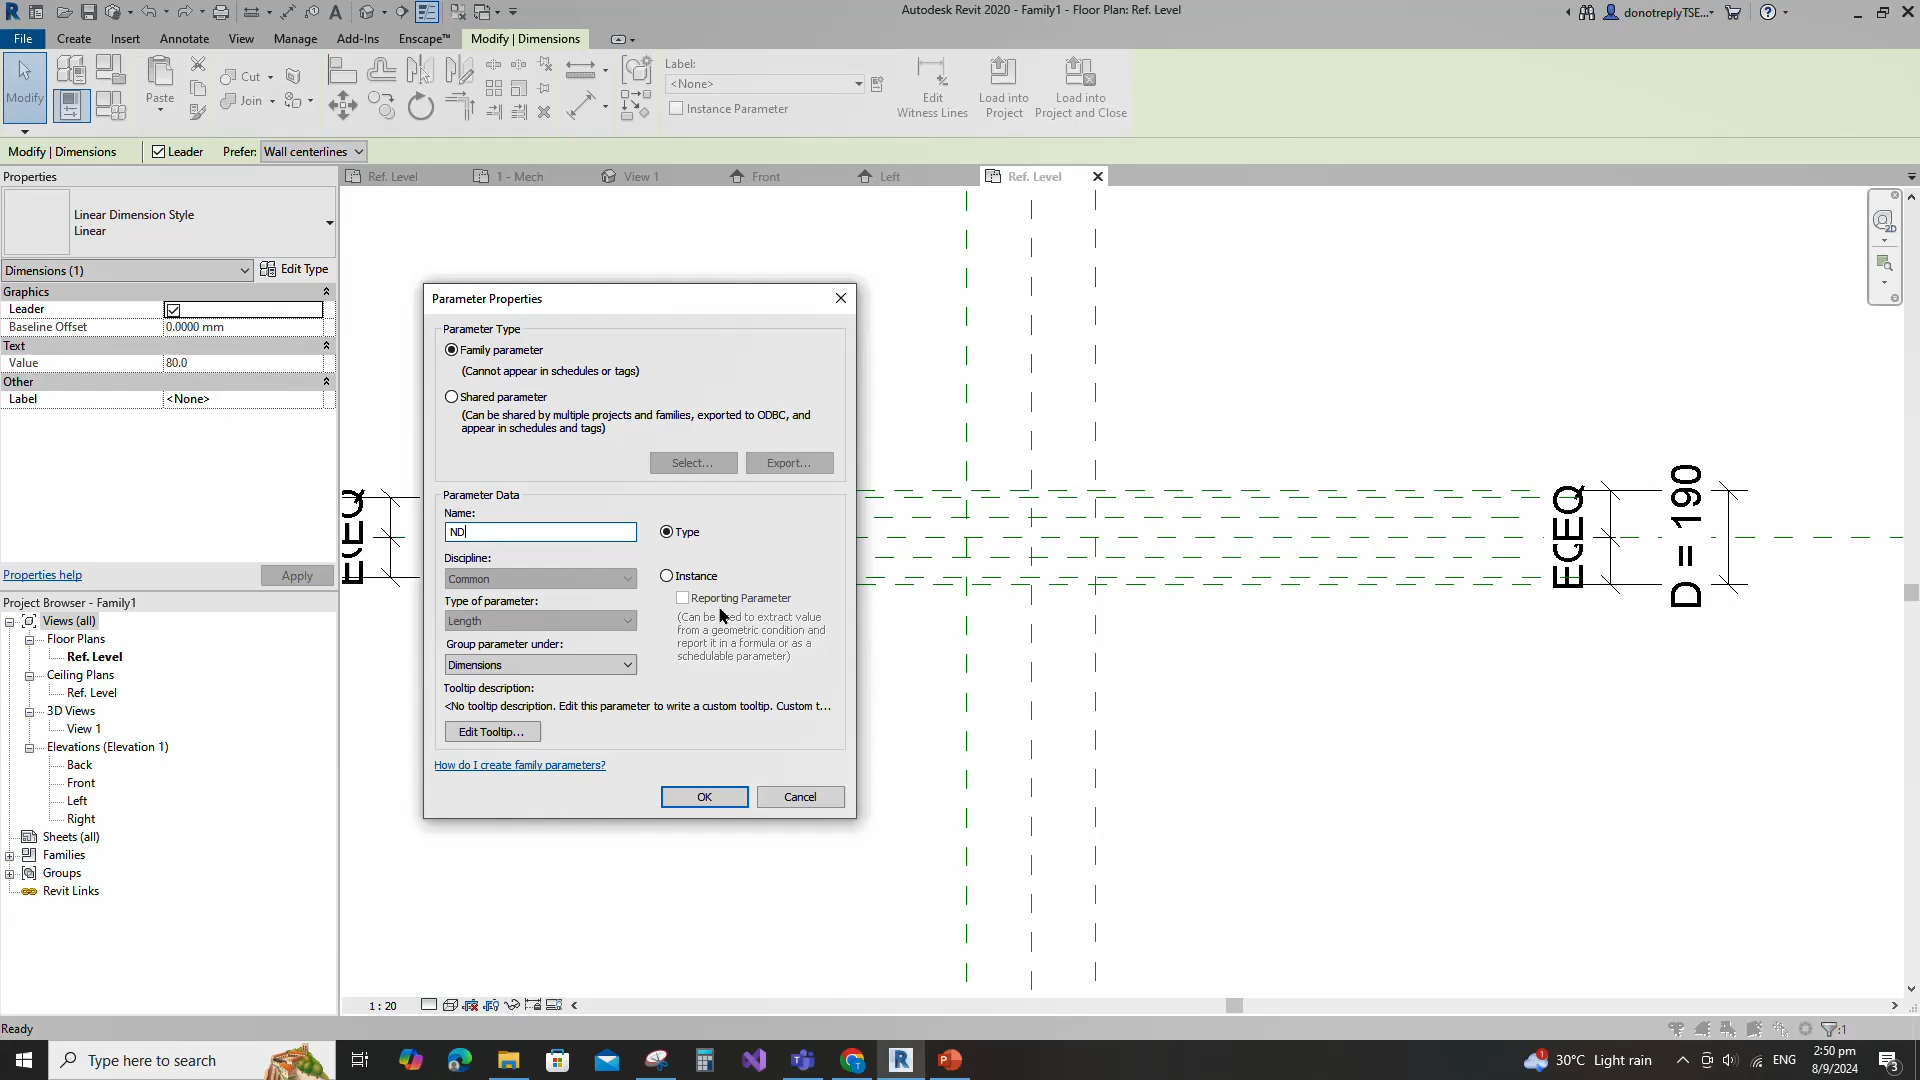 Autodesk Revit 2020 - Family1 - Floor Plan: Ref. Level
donotreplyTSE...
File Create Insert Annotate View Manage Add-Ins Enscape™ Modify | Dimensions
Modify
Paste
Cut
Join
Label:
<None>
Instance Parameter
Edit
Witness Lines
Load into
Project
Load into
Project and Close
Modify | Dimensions Leader Prefer: Wall centerlines
Properties
Linear Dimension Style
Linear
Dimensions (1) Edit Type
Graphics
Leader
Baseline Offset 0.0000 mm
Text
Value 80.0
Other
Label <None>
Properties help Apply
Project Browser - Family1
Views (all)
Floor Plans
Ref. Level
Ceiling Plans
Ref. Level
3D Views
View 1
Elevations (Elevation 1)
Back
Front
Left
Right
Sheets (all)
Families
Groups
Revit Links
Ref. Level 1 - Mech View 1 Front Left Ref. Level
Parameter Properties
Parameter Type
Family parameter
(Cannot appear in schedules or tags)
Shared parameter
(Can be shared by multiple projects and families, exported to ODBC, and
appear in schedules and tags)
Select... Export...
Parameter Data
Name:
ND
Type
Discipline:
Common
Instance
Reporting Parameter
Type of parameter:
Length
(Can be used to extract value
from a geometric condition and
report it in a formula or as a
schedulable parameter)
Group parameter under:
Dimensions
Tooltip description:
<No tooltip description. Edit this parameter to write a custom tooltip. Custom t...
Edit Tooltip...
How do I create family parameters?
OK Cancel
D = 190
1 : 20
Ready
:1
Type here to search
30°C Light rain
ENG
2:50 pm
8/9/2024